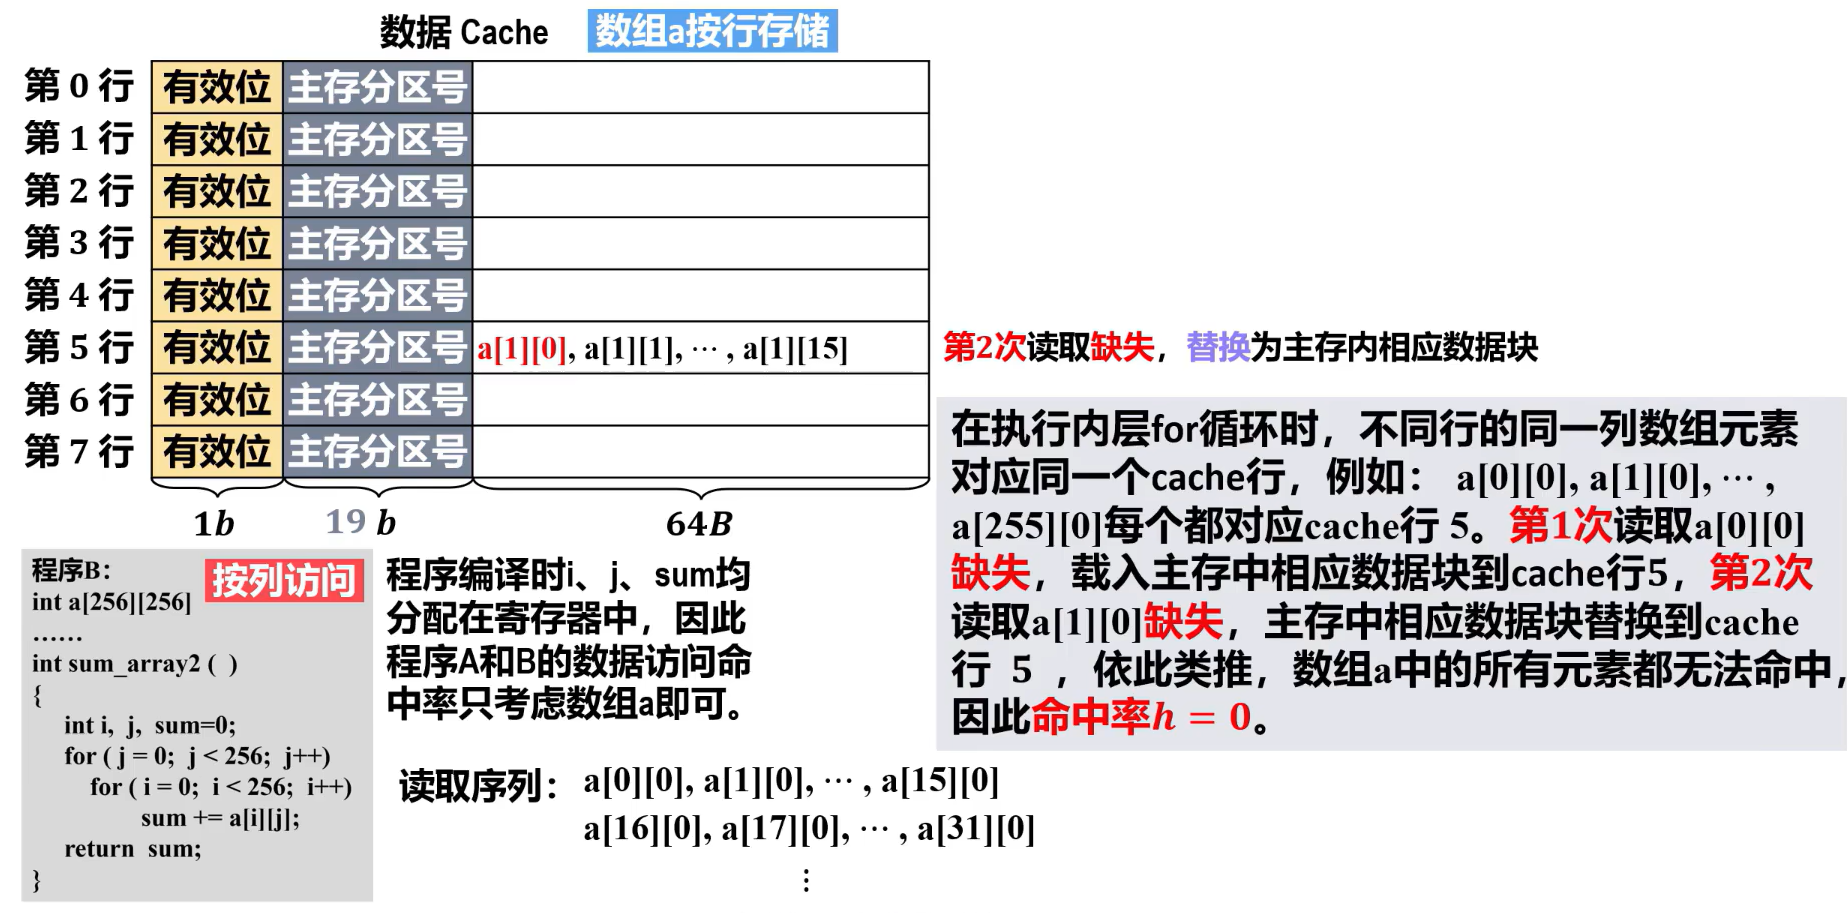 数据 Cache 数组a按行存储
第 0 行 有效位 主存分区号
第 1 行 有效位 主存分区号
第 2 行 有效位 主存分区号
第 3 行 有效位 主存分区号
第 4 行 有效位 主存分区号
第 5 行 有效位 主存分区号 a[1][0], a[1][1], ⋯ , a[1][15] 第2次读取缺失，替换为主存内相应数据块
第 6 行 有效位 主存分区号
第 7 行 有效位 主存分区号
1b 19 b 64B
在执行内层for循环时，不同行的同一列数组元素
对应同一个cache行，例如： a[0][0], a[1][0], ⋯ ,
a[255][0]每个都对应cache行 5。第1次读取a[0][0]
缺失，载入主存中相应数据块到cache行5，第2次
读取a[1][0]缺失，主存中相应数据块替换到cache
行 5 ，依此类推，数组a中的所有元素都无法命中，
因此命中率h = 0。
程序B： 按列访问
int a[256][256]
……
int sum_array2 ( )
{
int i, j, sum=0;
for ( j = 0; j < 256; j++)
for ( i = 0; i < 256; i++)
sum += a[i][j];
return sum;
}
程序编译时i、j、sum均
分配在寄存器中，因此
程序A和B的数据访问命
中率只考虑数组a即可。
读取序列： a[0][0], a[1][0], ⋯ , a[15][0]
a[16][0], a[17][0], ⋯ , a[31][0]
⋮